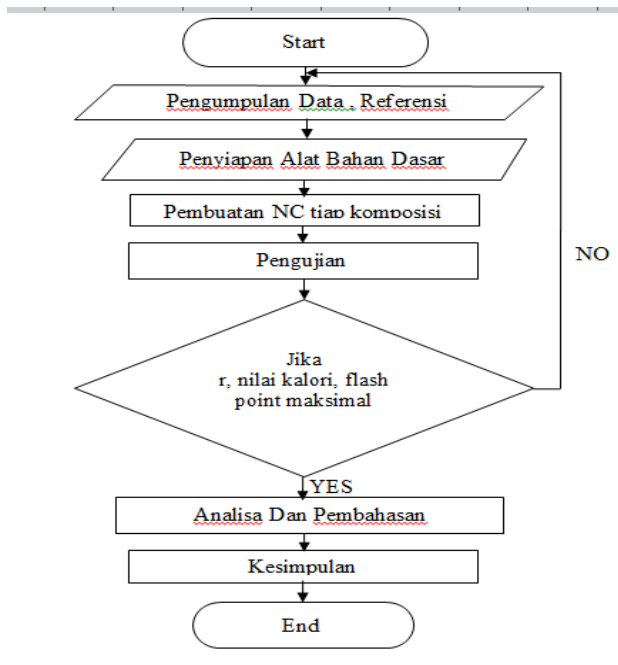 Start
Pengumpulan Data , Referensi
Penyiapan Alat Bahan Dasar
Pembuatan NC tiap komposisi
Pengujian
NO
Jika
r, nilai kalori, flash
point maksimal
YES
Analisa Dan Pembahasan
Kesimpulan
End